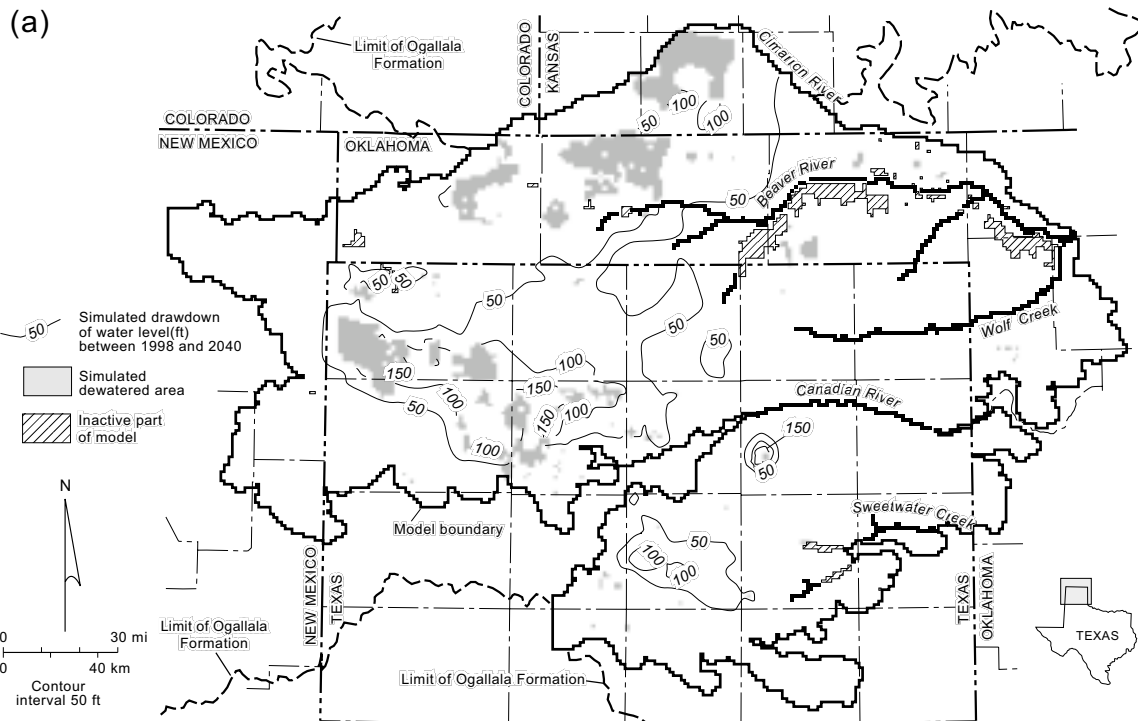 (a)
Limit of Ogallala
Formation
COLORADO
KANSAS
Cimarron River
COLORADO
NEW MEXICO
OKLAHOMA
50
100
100
Beaver River
50
50
50
50
50
50
Simulated drawdown
of water level(ft)
between 1998 and 2040
50
Wolf Creek
Simulated
dewatered area
Inactive part
of model
150
100
150
100
50
100
150
100
Canadian River
150
50
N
Model boundary
Sweetwater Creek
50
100
100
NEW MEXICO
TEXAS
TEXAS
OKLAHOMA
0 30 mi
0 40 km
Contour
interval 50 ft
Limit of Ogallala
Formation
Limit of Ogallala Formation
TEXAS